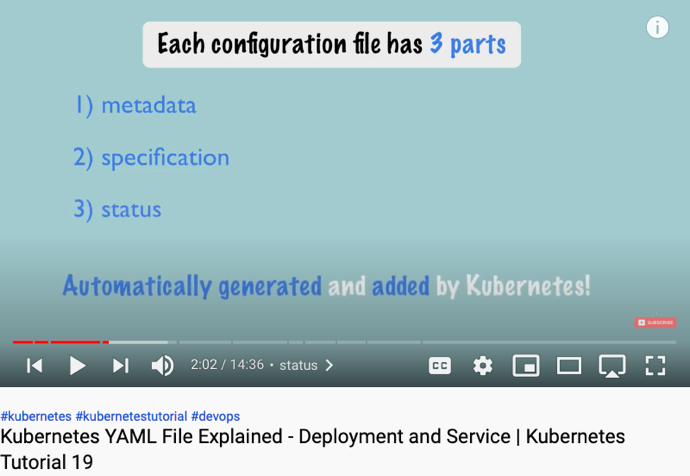 Each configuration file has 3 parts
1) metadata
2) specification
3) status
Automatically generated and added by Kubernetes!
SUBSCRIBE
2:02 / 14:36 • status >
CC
#kubernetes #kubernetestutorial #devops
Kubernetes YAML File Explained - Deployment and Service | Kubernetes
Tutorial 19